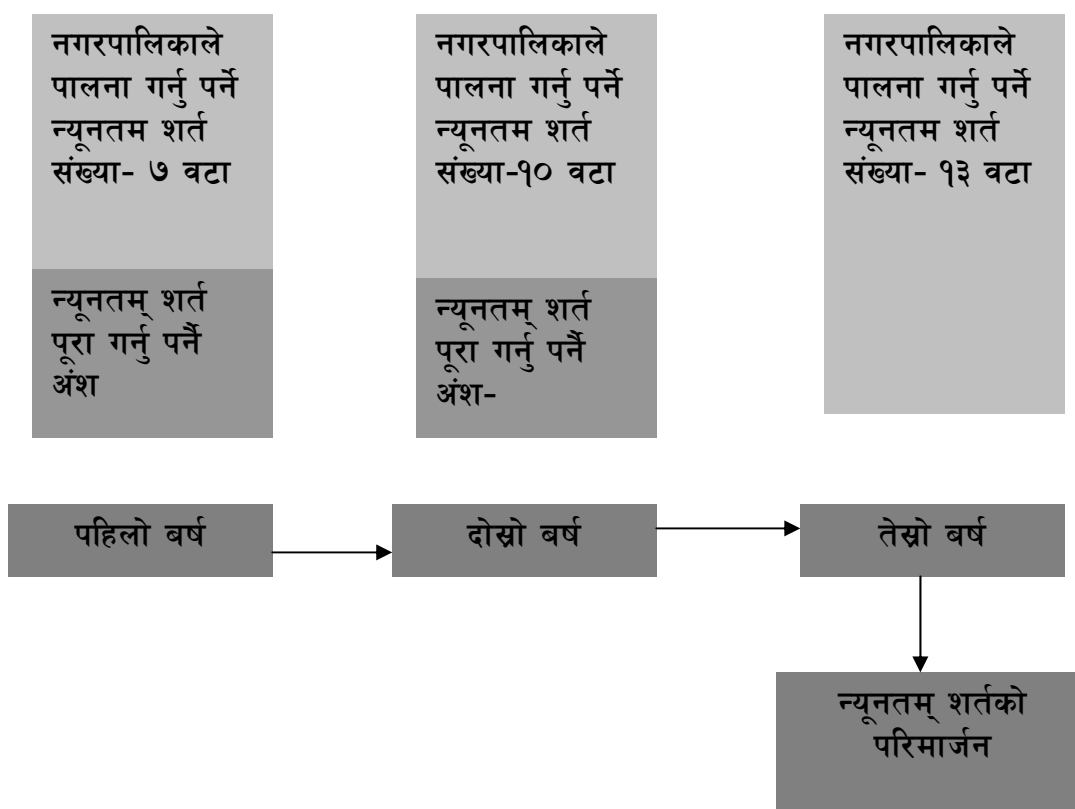 नगरपालिकाले
पालना गर्नु पर्ने
न्यूनतम शर्त
संख्या- ७ वटा
न्यूनतम् शर्त
पूरा गर्नु पर्नै
अंश
नगरपालिकाले
पालना गर्नु पर्ने
न्यूनतम शर्त
संख्या-१० वटा
न्यूनतम् शर्त
पूरा गर्नु पर्नै
अंश-
नगरपालिकाले
पालना गर्नु पर्ने
न्यूनतम शर्त
संख्या- १३ वटा
पहिलो बर्ष
दोस्रो बर्ष
तेस्रो बर्ष
न्यूनतम् शर्तको
परिमार्जन